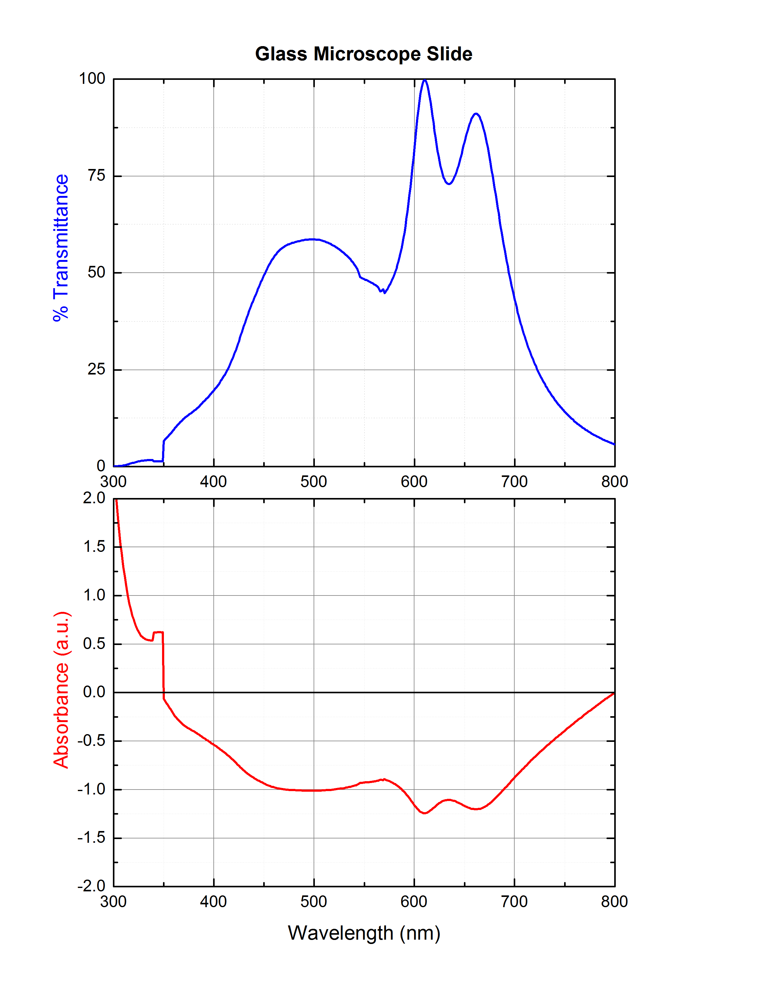 Glass Microscope Slide
100
75
50
25
0
% Transmittance
300 400 500 600 700 800
2.0
1.5
1.0
0.5
0.0
-0.5
-1.0
-1.5
-2.0
Absorbance (a.u.)
300 400 500 600 700 800
Wavelength (nm)